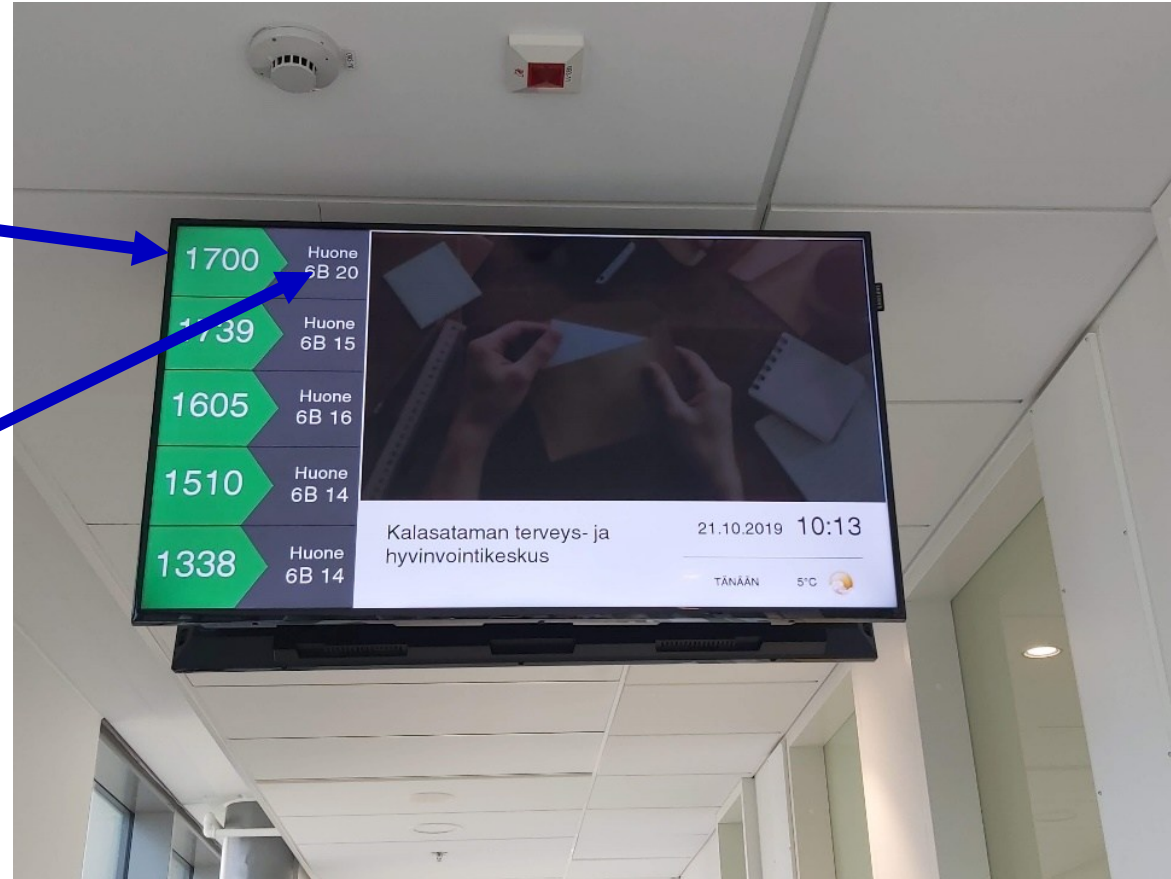 1700
Huone
6B 20
1739
Huone
6B 15
1605
Huone
6B 16
1510
Huone
6B 14
1338
Huone
6B 14
Kalasataman terveys- ja
hyvinvointikeskus
21.10.2019 10:13
TÄNÄÄN 5°C